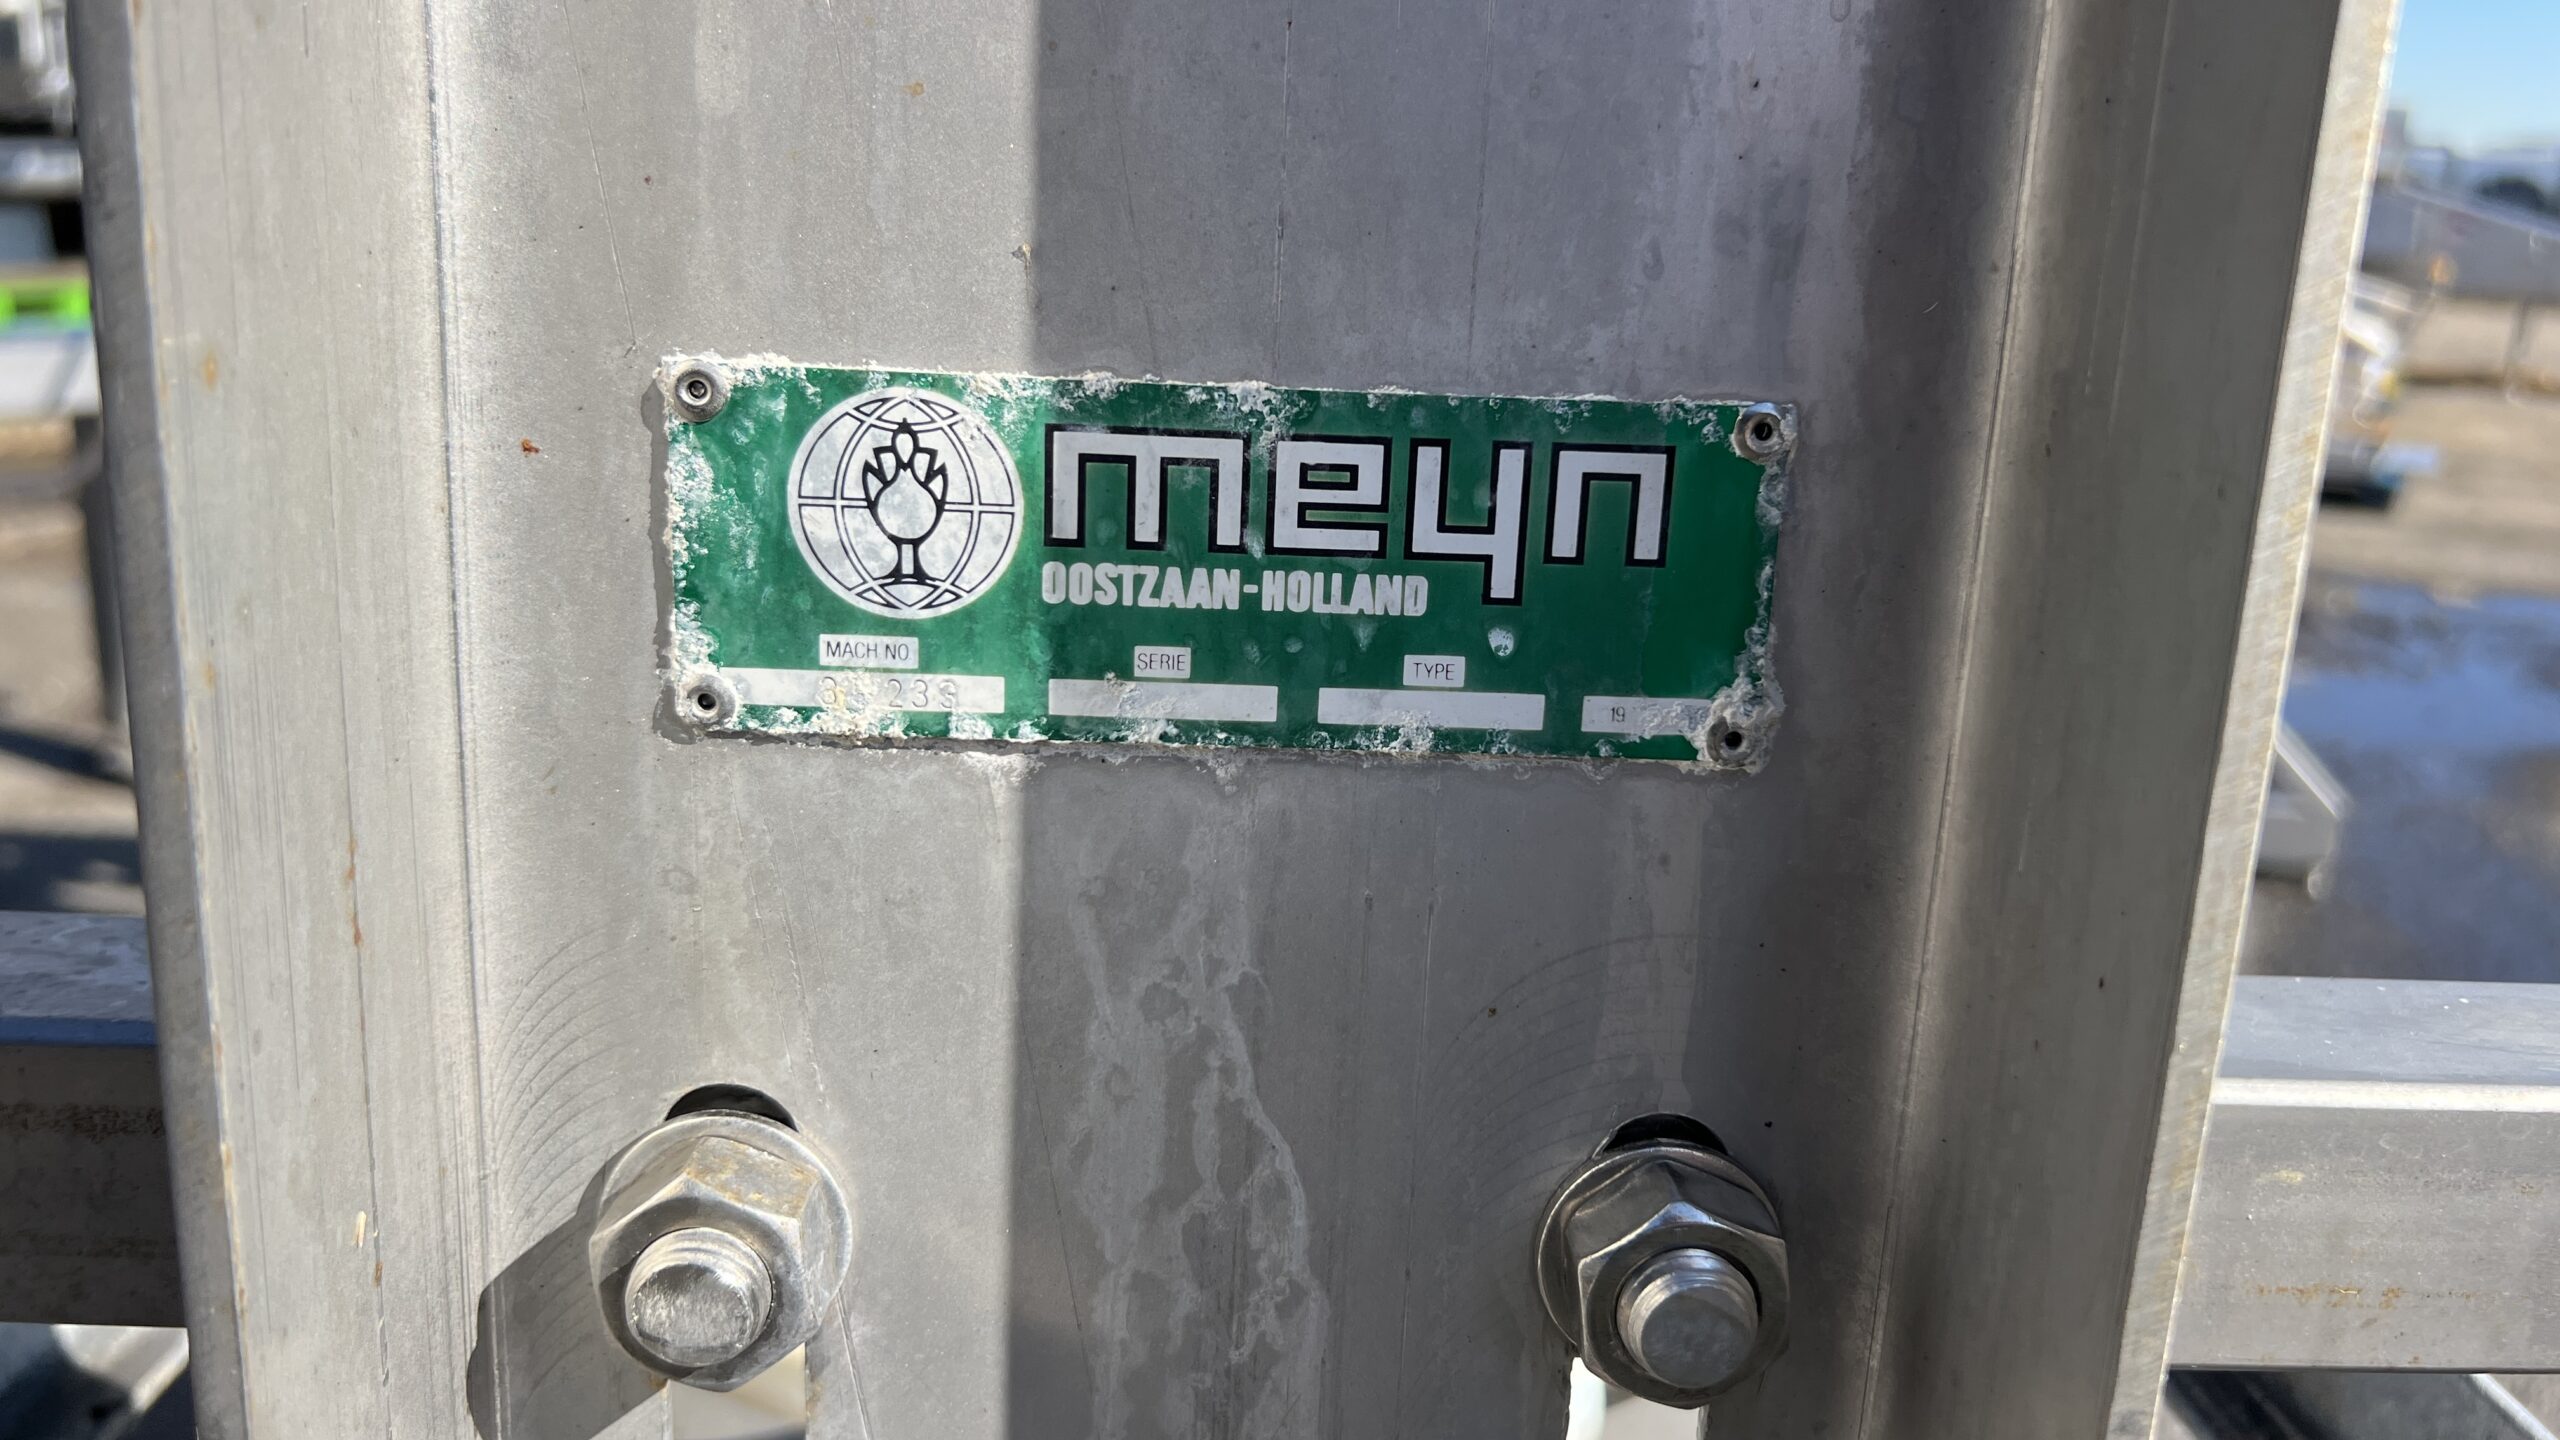 meyn
OOSTZAAN-HOLLAND
MACH NO
SERIE
TYPE
19